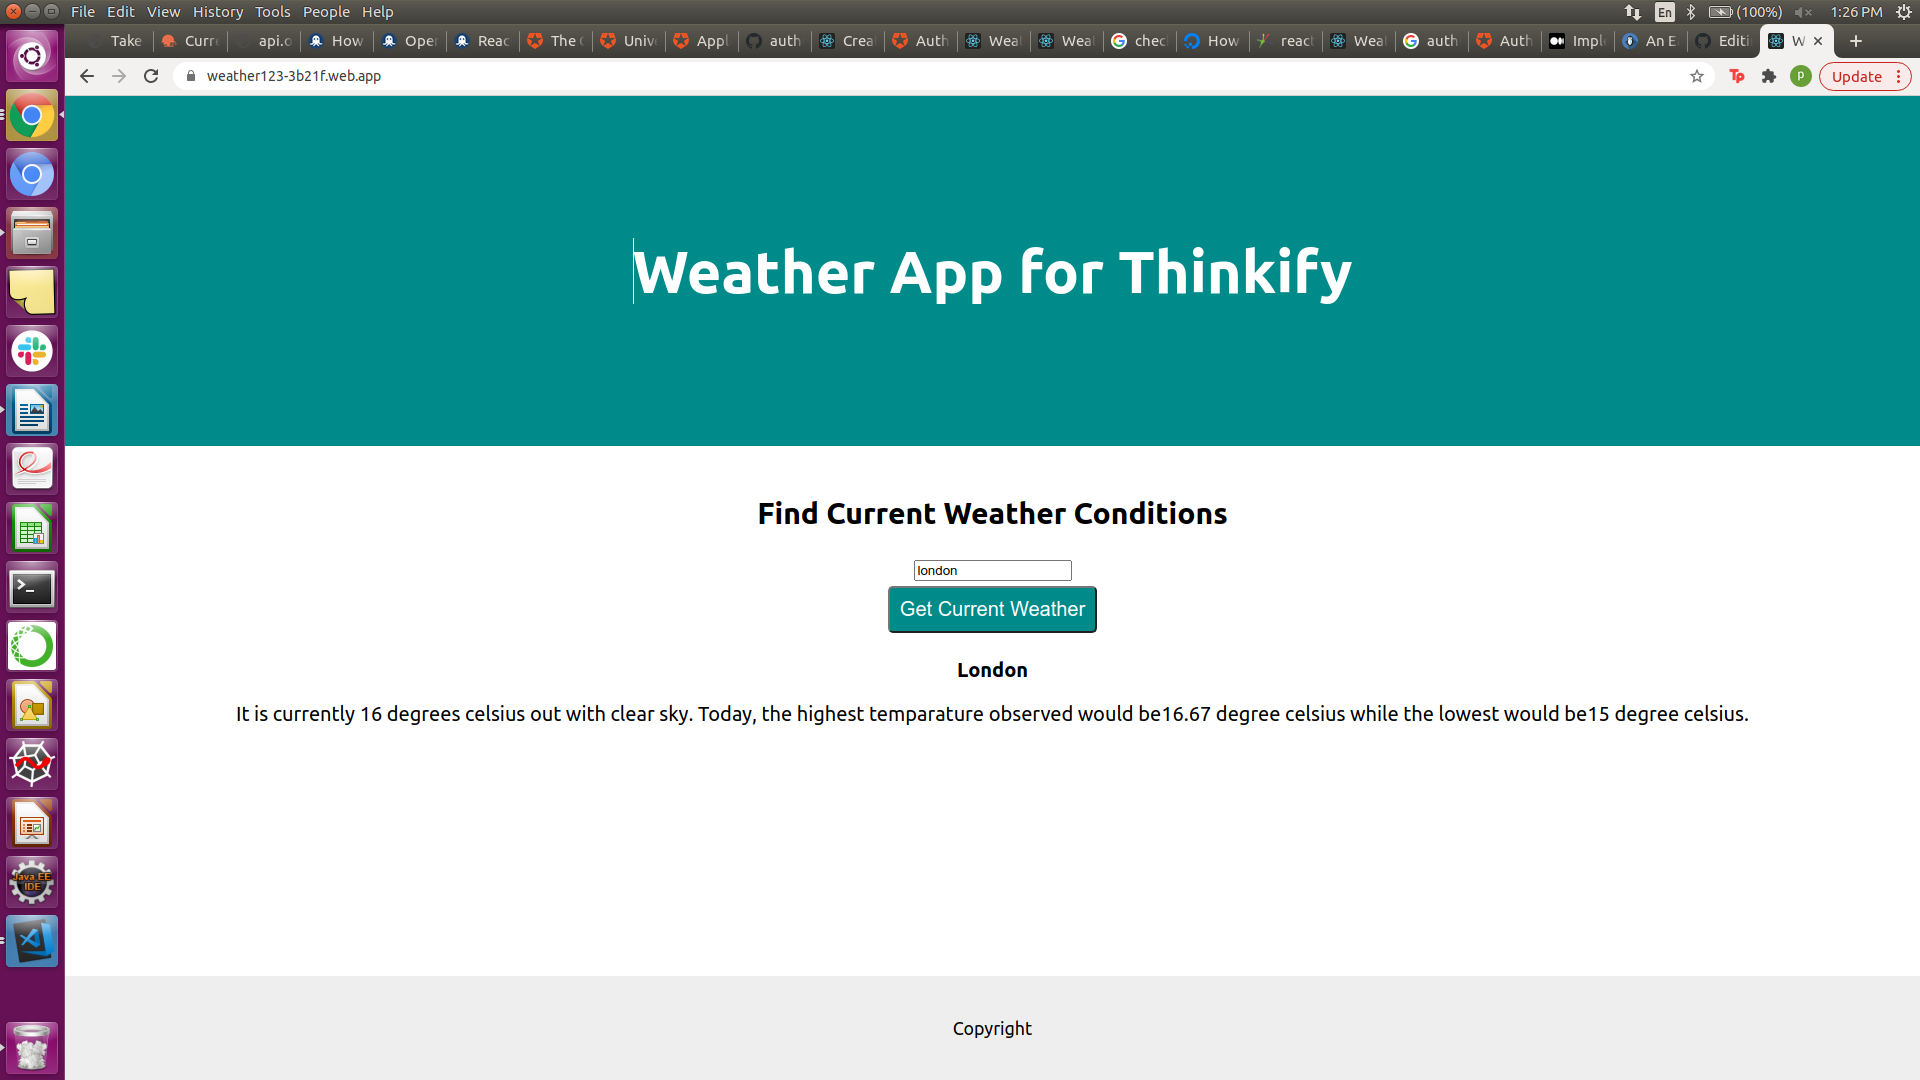 File Edit View History Tools People Help
En (100%) 1:26 PM
Take Curr api.o How Oper Reac The Univ Appl auth Crea Auth Weat Weat chec How react Weat auth Auth Impl An E Editi W
weather123-3b21f.web.app
Tp p Update
Weather App for Thinkify
Find Current Weather Conditions
london
Get Current Weather
London
It is currently 16 degrees celsius out with clear sky. Today, the highest temparature observed would be16.67 degree celsius while the lowest would be15 degree celsius.
Java EE
IDE
Copyright